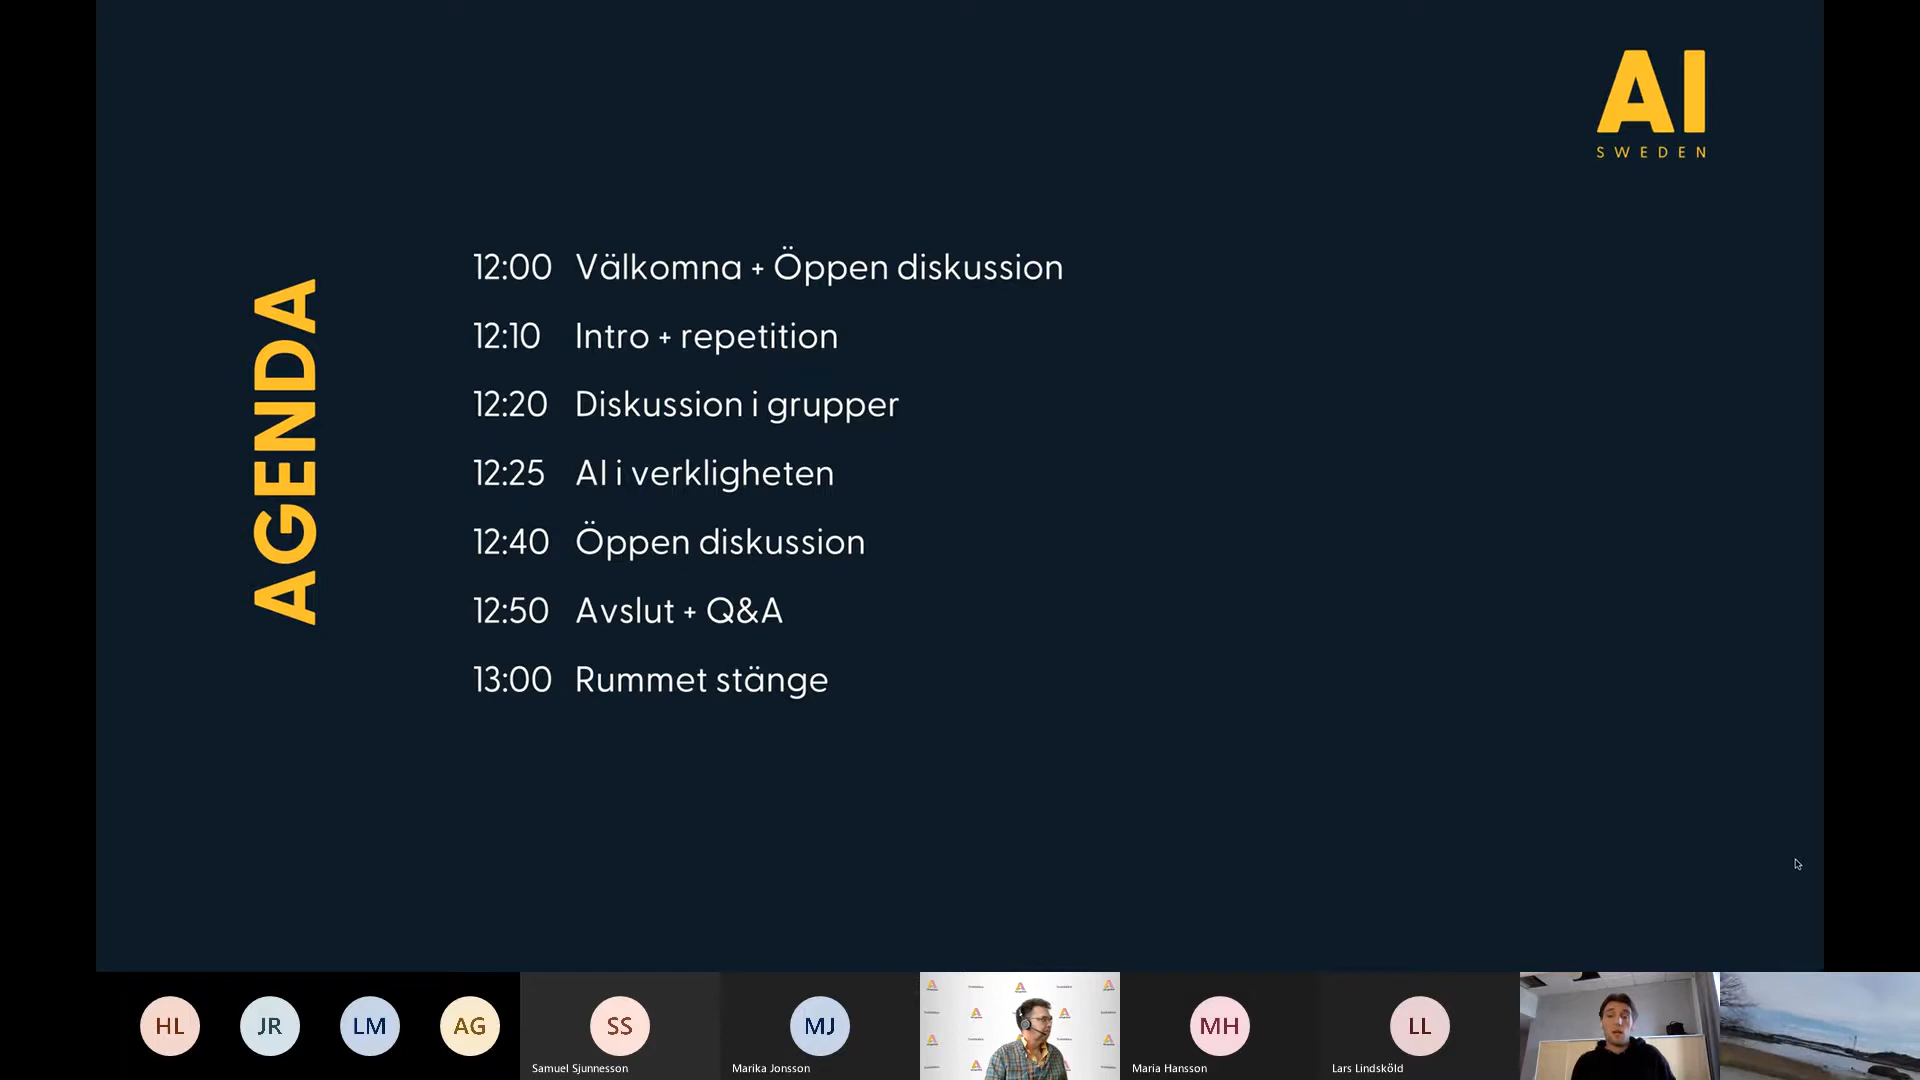 AI
SWEDEN
AGENDA
12:00 Välkomna + Öppen diskussion
12:10 Intro + repetition
12:20 Diskussion i grupper
12:25 AI i verkligheten
12:40 Öppen diskussion
12:50 Avslut + Q&A
13:00 Rummet stänge
HL
JR
LM
AG
SS
Samuel Sjunnesson
MJ
Marika Jonsson
MH
Maria Hansson
LL
Lars Lindsköld